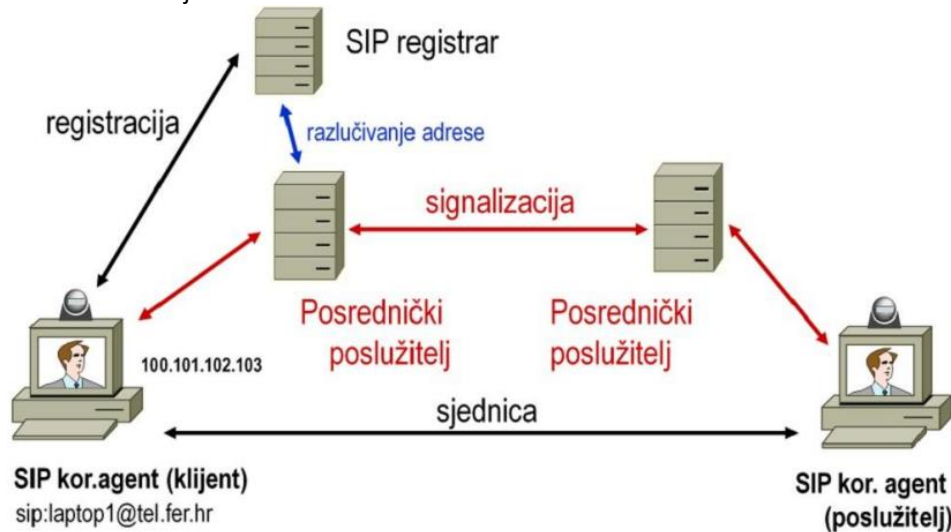 SIP registrar
registracija
razlučivanje adrese
signalizacija
Posrednički
poslužitelj
Posrednički
poslužitelj
100.101.102.103
sjednica
SIP kor.agent (klijent)
sip:laptop1@tel.fer.hr
SIP kor. agent
(poslužitelj)